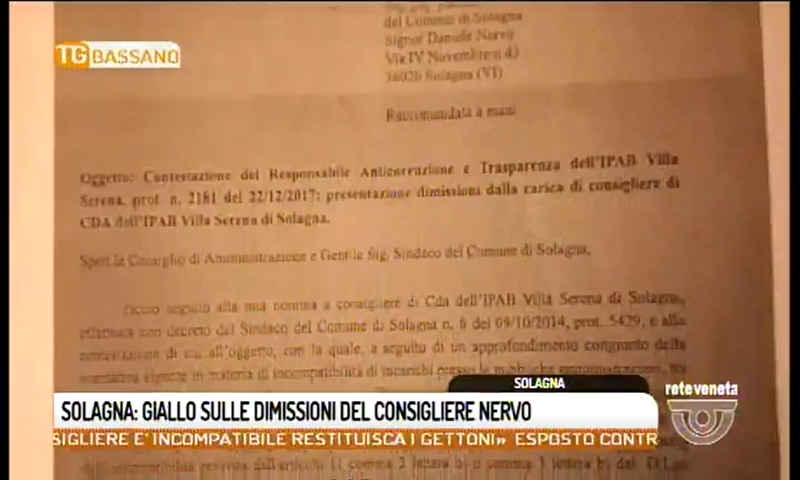 TG BASSANO
del Comune di Solagna
Signor Daniele Nervo
Via IV Novembre n 43
36020 Solagna (VI)
Raccomandata a mani
Oggetto: Contestazione del Responsabile Anticorruzione e Trasparenza dell'IPAB Villa
Serena, prot. n. 2181 del 22/12/2017: presentazione dimissioni dalla carica di consigliere di
CDA dell'IPAB Villa Serena di Solagna.
Spett.le Consiglio di Amministrazione e Gentile Sig. Sindaco del Comune di Solagna,
faccio seguito alla mia nomina a consigliere di Cda dell'IPAB Villa Serena di Solagna,
effettuata con decreto del Sindaco del Comune di Solagna n. 6 del 09/10/2014, prot. 5429, e alla
contestazione di cui all'oggetto, con la quale, a seguito di un approfondimento congiunto della
normativa vigente in materia di incompatibilità di incarichi presso le pubbliche amministrazioni, tra
SOLAGNA
reteveneta
SOLAGNA: GIALLO SULLE DIMISSIONI DEL CONSIGLIERE NERVO
SIGLIERE E' INCOMPATIBILE RESTITUISCA I GETTONI» ESPOSTO CONTR
dall'articolo 11 comma 2 lettera b) o comma 3 lettera b) del D.Lgs